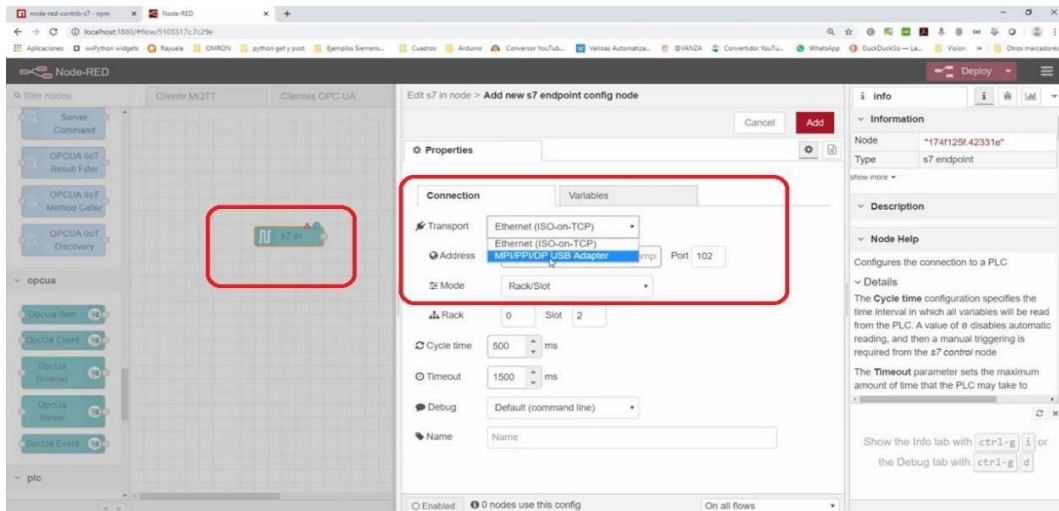 node-red-contrib-s7 - npm
Node-RED
localhost:1880/#flow/5103317c.7c29e
Aplicaciones wxPython widgets Rayuela OMRON python get y post Ejemplos Siemens... Cuadros Arduino Conversor YouTub... Varioas Automatiza... @VANZA Convertidor YouTu... WhatsApp DuckDuckGo — La... Vision Otros marcadores
Node-RED
Deploy
filter nodes
Cliente MQTT
Clientes OPC UA
Edit s7 in node > Add new s7 endpoint config node
i info
Server
Command
OPCUA IIoT
Result Filter
OPCUA IIoT
Method Caller
OPCUA IIoT
Discovery
opcua
OpcUa Item
OpcUa Client
OpcUa
Browser
OpcUa
Server
OpcUa Event
plc
s7 in
Cancel
Add
Properties
Connection
Variables
Transport
Ethernet (ISO-on-TCP)
Ethernet (ISO-on-TCP)
MPI/PPI/DP USB Adapter
Address
Port 102
Mode
Rack/Slot
Rack 0 Slot 2
Cycle time 500 ms
Timeout 1500 ms
Debug Default (command line)
Name Name
Enabled 0 nodes use this config On all flows
Information
Node "174f125f.42331e"
Type s7 endpoint
show more
Description
Node Help
Configures the connection to a PLC
Details
The Cycle time configuration specifies the
time interval in which all variables will be read
from the PLC. A value of 0 disables automatic
reading, and then a manual triggering is
required from the s7 control node
The Timeout parameter sets the maximum
amount of time that the PLC may take to
Show the Info tab with ctrl-g i or
the Debug tab with ctrl-g d